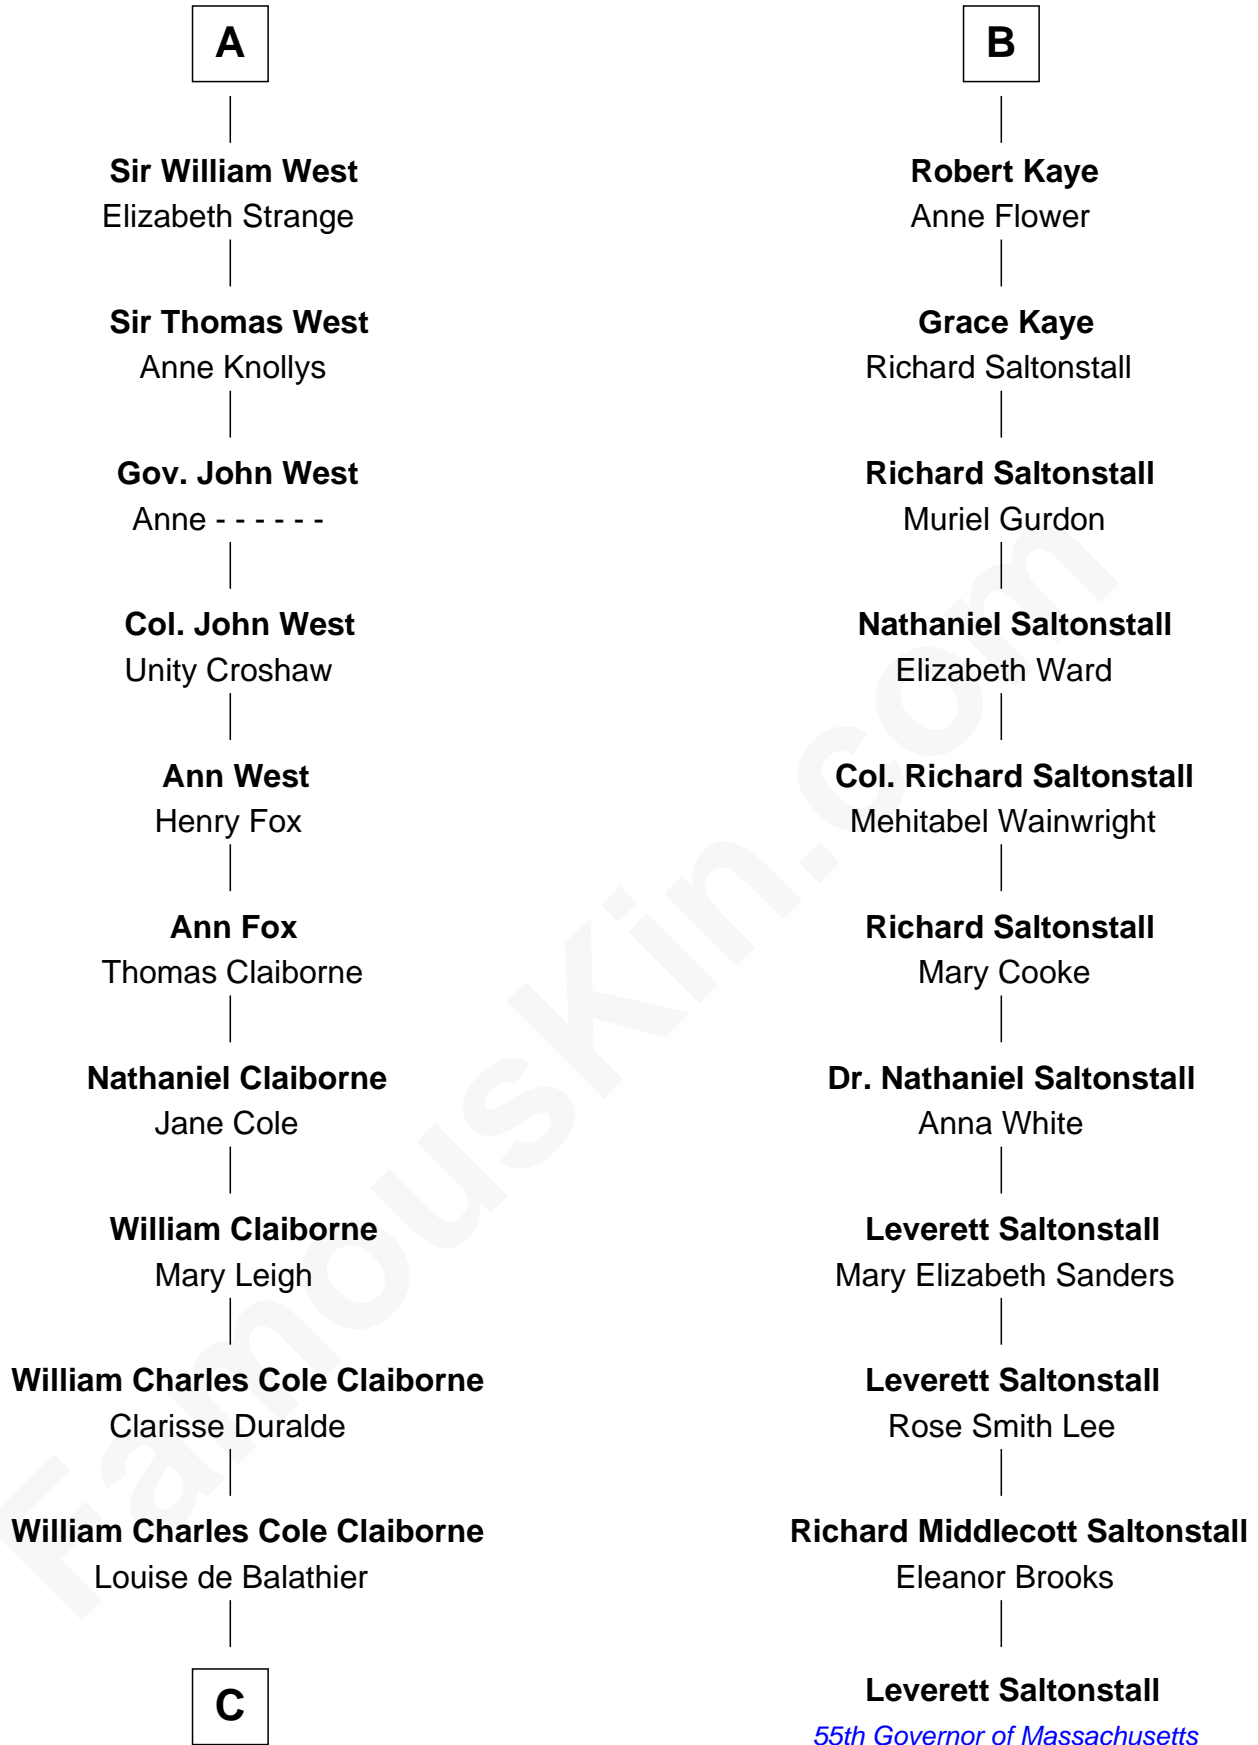 A
Sir William West
Elizabeth Strange
Sir Thomas West
Anne Knollys
Gov. John West
Anne - - - - - -
Col. John West
Unity Croshaw
Ann West
Henry Fox
Ann Fox
Thomas Claiborne
Nathaniel Claiborne
Jane Cole
William Claiborne
Mary Leigh
William Charles Cole Claiborne
Clarisse Duralde
William Charles Cole Claiborne
Louise de Balathier
C
B
Robert Kaye
Anne Flower
Grace Kaye
Richard Saltonstall
Richard Saltonstall
Muriel Gurdon
Nathaniel Saltonstall
Elizabeth Ward
Col. Richard Saltonstall
Mehitabel Wainwright
Richard Saltonstall
Mary Cooke
Dr. Nathaniel Saltonstall
Anna White
Leverett Saltonstall
Mary Elizabeth Sanders
Leverett Saltonstall
Rose Smith Lee
Richard Middlecott Saltonstall
Eleanor Brooks
Leverett Saltonstall
55th Governor of Massachusetts
FamousKin.com